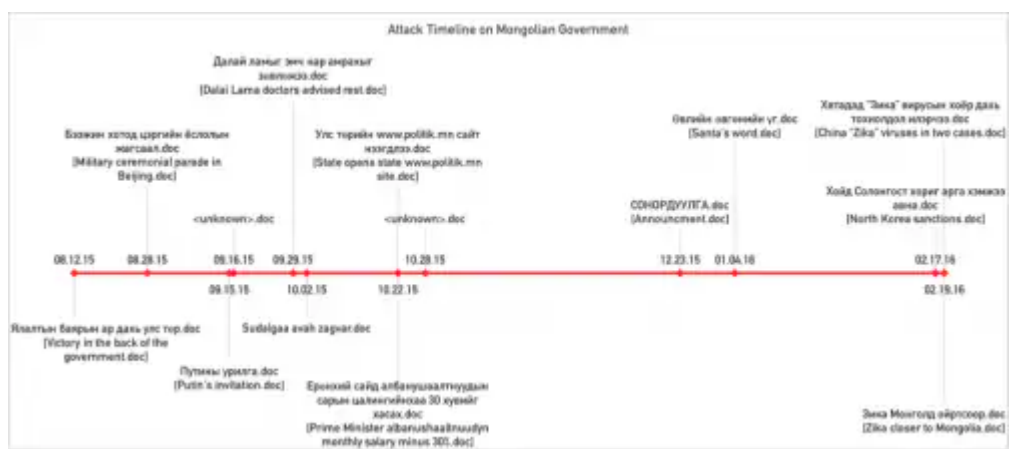 Attack Timeline on Mongolian Government
Далай ламыг эмч нар амрахыг
зөвлөжээ.doc
[Dalai Lama doctors advised rest.doc]
Бээжин хотод цэргийн ёслолын
жагсаал.doc
[Military ceremonial parade in
Beijing.doc]
Улс төрийн www.politik.mn сайт
нээгдлээ.doc
[State opens state www.politik.mn
site.doc]
Өвлийн өвгөний үг.doc
[Santa's word.doc]
Хятадад "Зика" вирусын хоёр дахь
тохиолдол илэрчээ.doc
[China "Zika" viruses in two cases.doc]
<unknown>.doc
<unknown>.doc
СОНОРДУУЛГА.doc
[Announcment.doc]
Хойд Солонгост хориг арга хэмжээ
авна.doc
[North Korea sanctions.doc]
08.12.15
08.28.15
09.16.15
09.29.15
10.28.15
12.23.15
01.04.16
02.17.16
09.15.15
10.02.15
10.22.15
02.19.16
Ялалтын баярын ар дахь улс төр.doc
[Victory in the back of the
government.doc]
Sudalgaa avah zagvar.doc
Путины урилга.doc
[Putin's invitation.doc]
Ерөнхий сайд албанушаалтнуудын
сарын цалингийнхаа 30 хувийг
хасах.doc
[Prime Minister albanushaaltnuudyn
monthly salary minus 30%.doc]
Зика Монголд ойртсоор.doc
[Zika closer to Mongolia.doc]